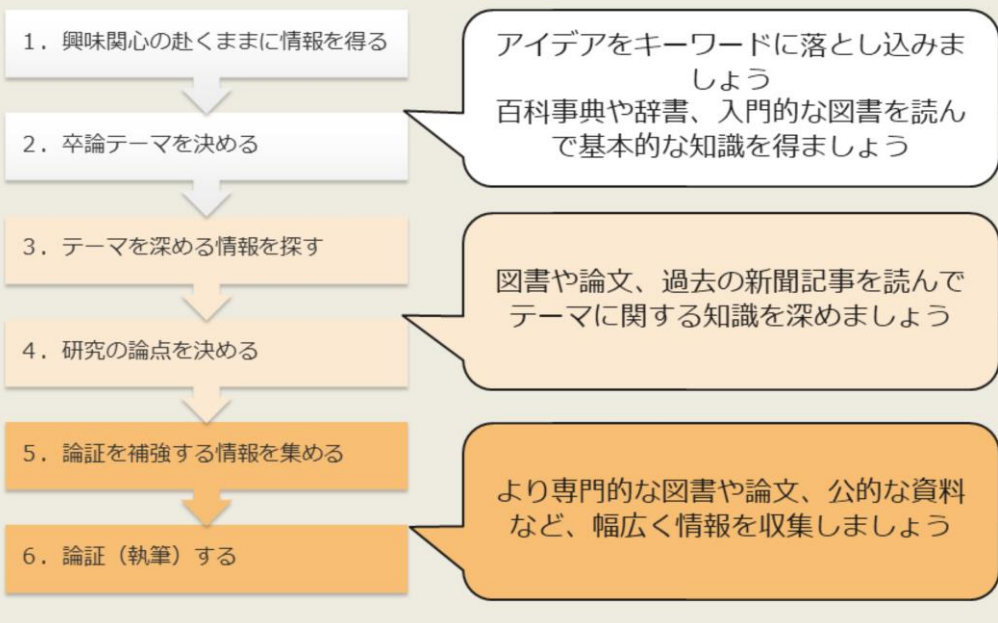 1．興味関心の赴くままに情報を得る
2．卒論テーマを決める
アイデアをキーワードに落とし込みま
しょう
百科事典や辞書、入門的な図書を読ん
で基本的な知識を得ましょう
3．テーマを深める情報を探す
4．研究の論点を決める
図書や論文、過去の新聞記事を読んで
テーマに関する知識を深めましょう
5．論証を補強する情報を集める
6．論証（執筆）する
より専門的な図書や論文、公的な資料
など、幅広く情報を収集しましょう